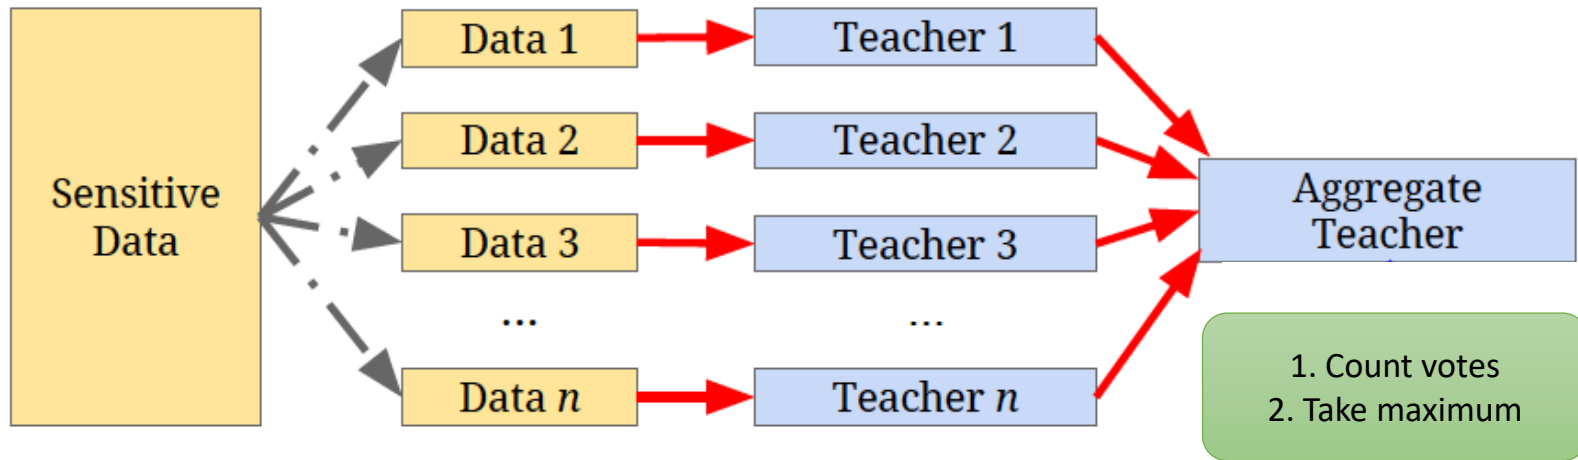 Sensitive
Data
Data 1
Teacher 1
Data 2
Teacher 2
Data 3
Teacher 3
...
...
Data n
Teacher n
Aggregate
Teacher
1. Count votes
2. Take maximum